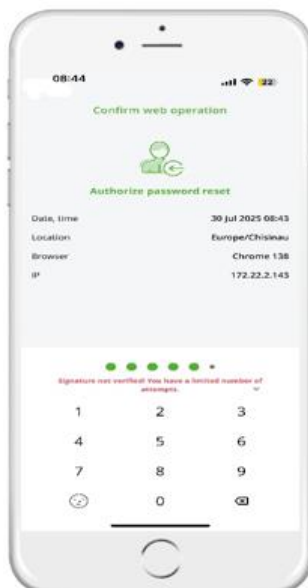 08:44
22
Confirm web operation
Authorize password reset
Date, time 30 Jul 2025 08:43
Location Europe/Chisinau
Browser Chrome 138
IP 172.22.2.143
Signature not verified! You have a limited number of
attempts.
1 2 3
4 5 6
7 8 9
0